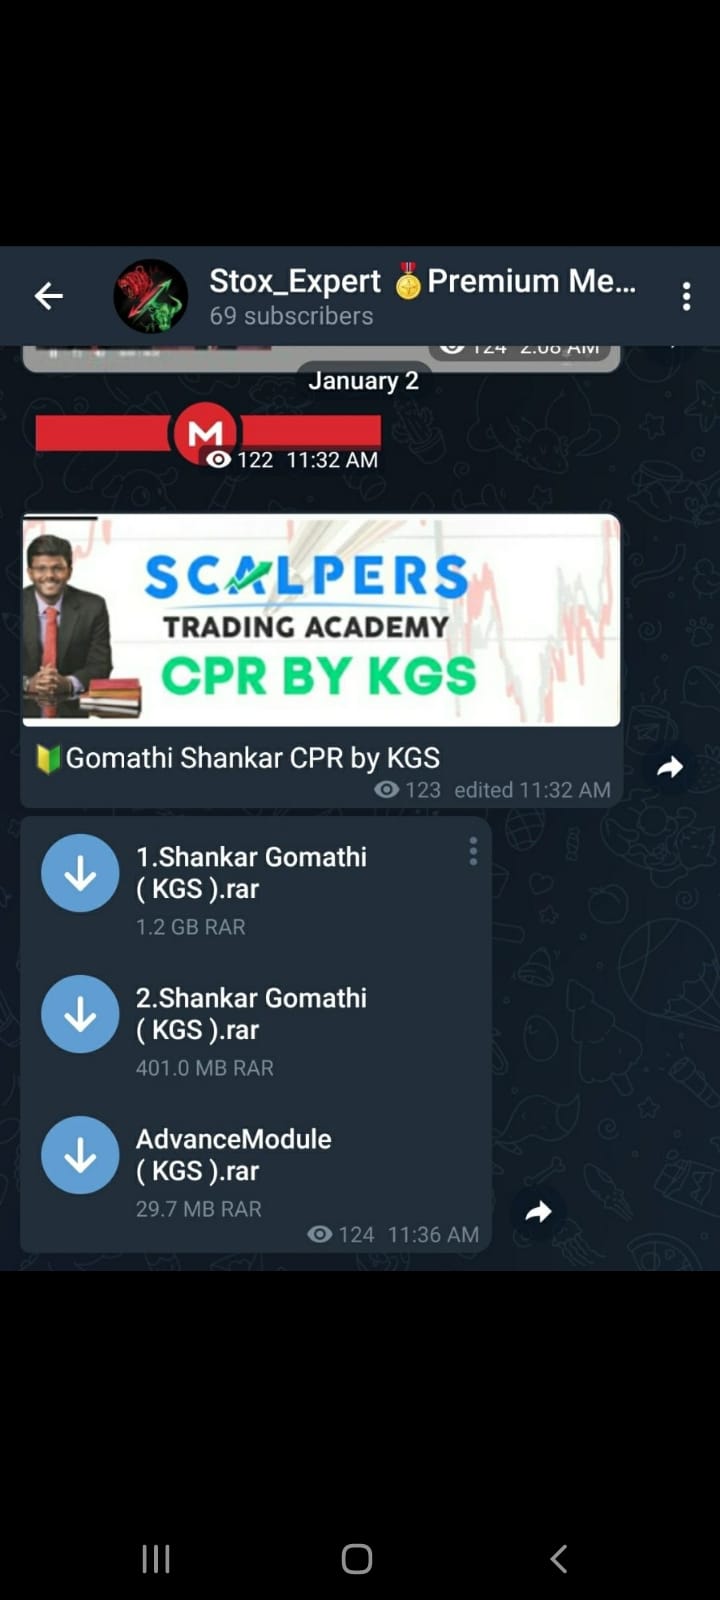 Stox_Expert 🏅Premium Me...
69 subscribers
124 2:08 AM
January 2
M
122 11:32 AM
SCALPERS
TRADING ACADEMY
CPR BY KGS
🔰Gomathi Shankar CPR by KGS
123 edited 11:32 AM
1.Shankar Gomathi
( KGS ).rar
1.2 GB RAR
2.Shankar Gomathi
( KGS ).rar
401.0 MB RAR
AdvanceModule
( KGS ).rar
29.7 MB RAR
124 11:36 AM